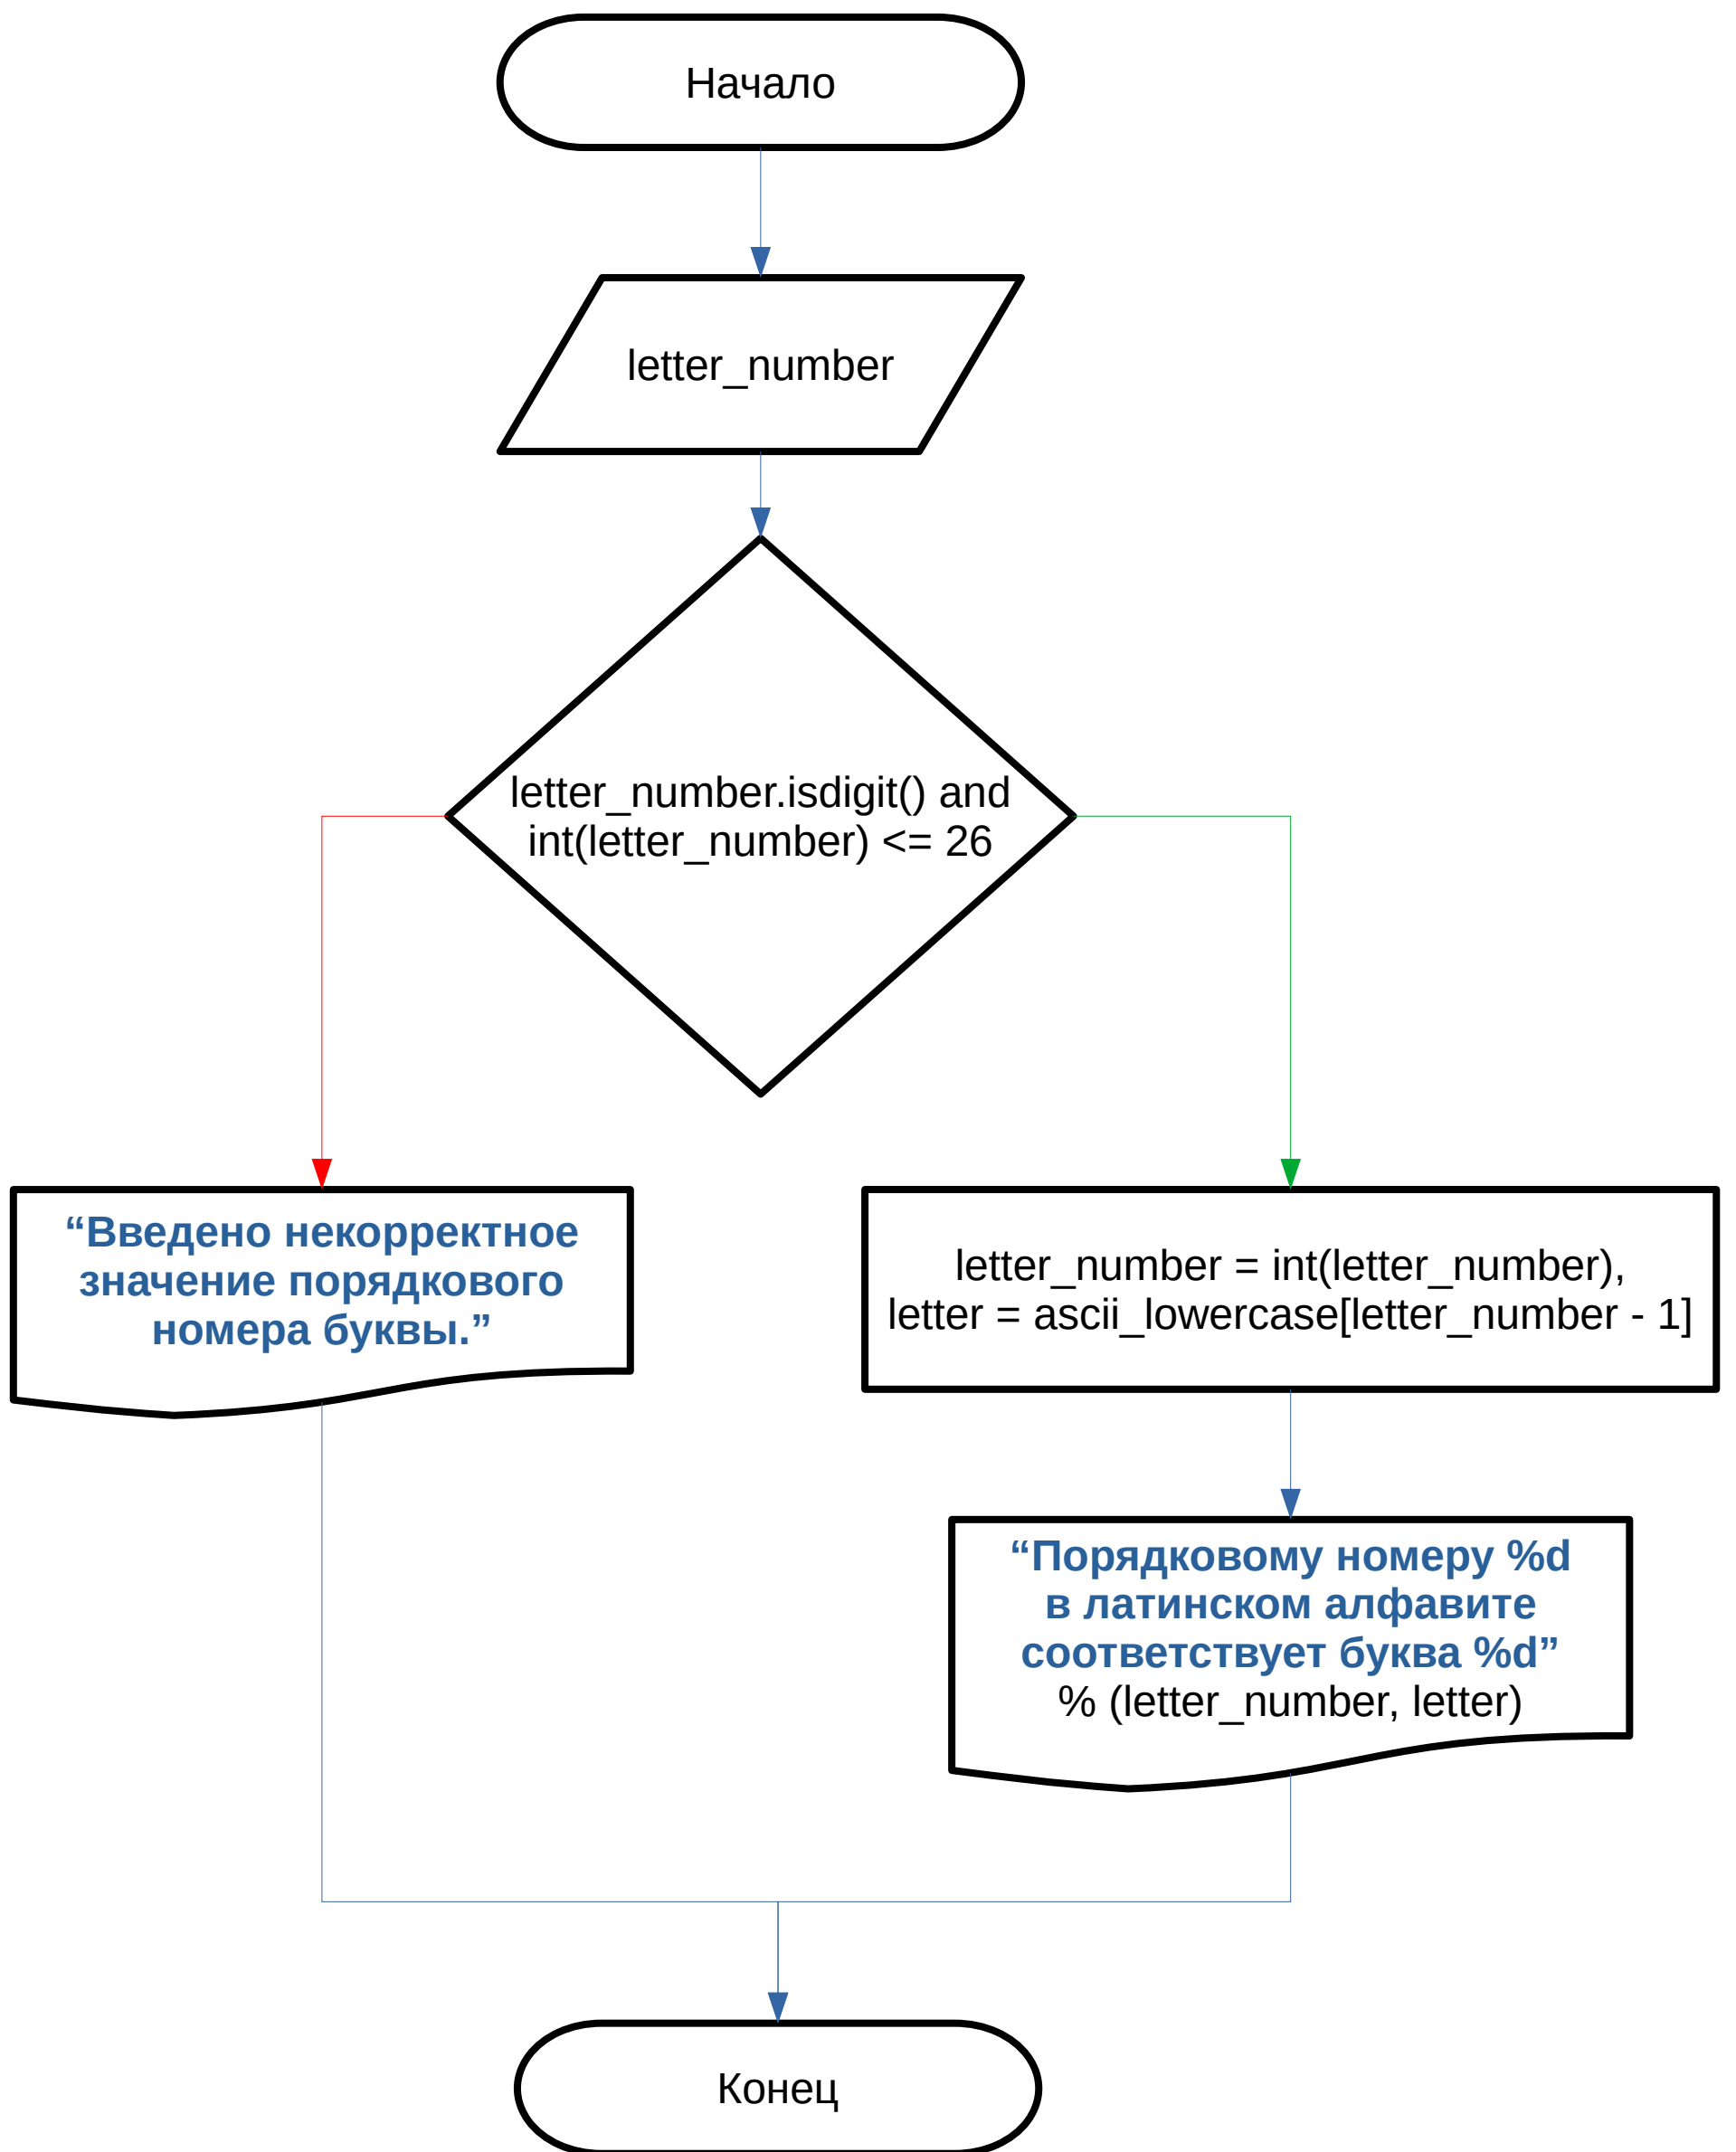 Начало
letter_number
letter_number.isdigit() and
int(letter_number) <= 26
“Введено некорректное
значение порядкового
номера буквы.”
letter_number = int(letter_number),
letter = ascii_lowercase[letter_number - 1]
“Порядковому номеру %d
в латинском алфавите
соответствует буква %d”
% (letter_number, letter)
Конец